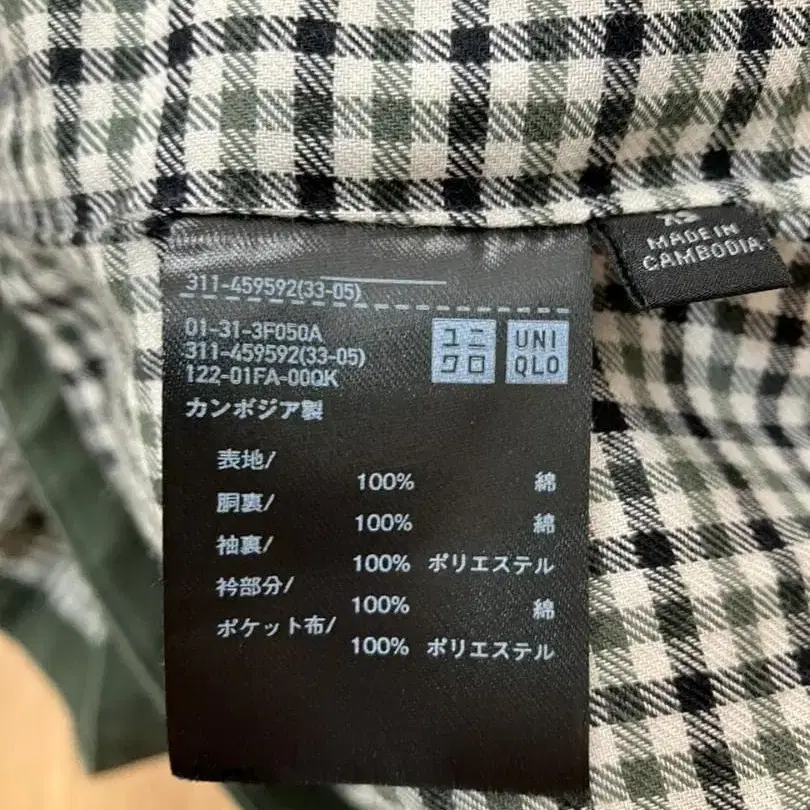 311-459592(33-05)
01-31-3F050A
311-459592(33-05)
122-01FA-00QK
カンボジア製
ユニ
クロ
UNI
QLO
表地/
100% 綿
胴裏/
100% 綿
袖裏/
100% ポリエステル
衿部分/
100% 綿
ポケット布/
100% ポリエステル
XS
MADE IN
CAMBODIA